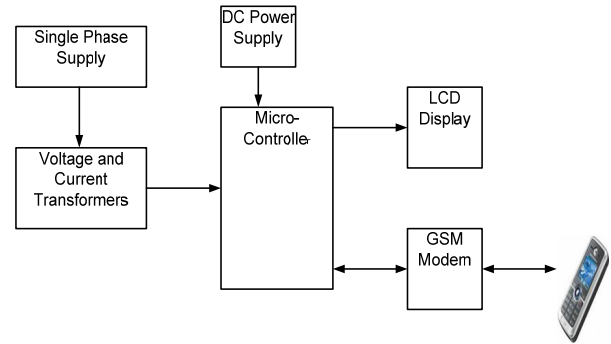 Single Phase
Supply
DC Power
Supply
Voltage and
Current
Transformers
Micro-
Controlle
LCD
Display
GSM
Modem